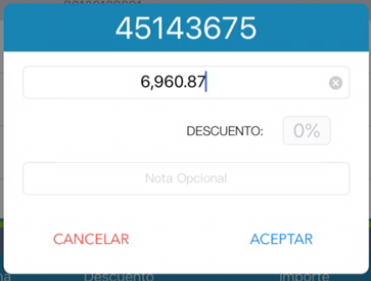 45143675
6,960.87
DESCUENTO: 0%
Nota Opcional
CANCELAR ACEPTAR
Descuento Importe